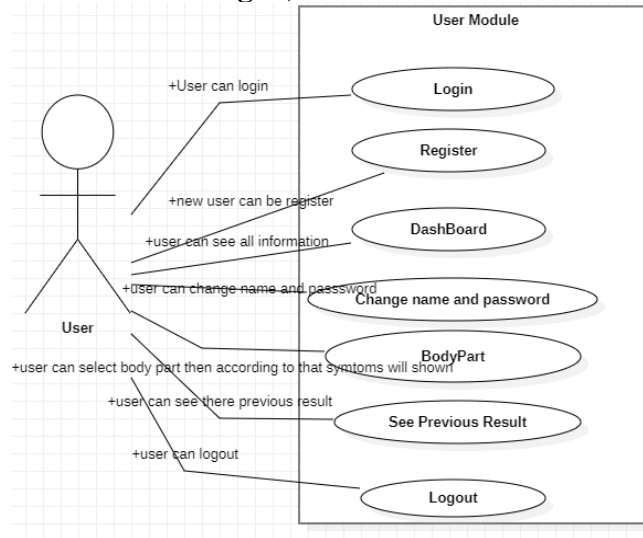 User Module
+User can login
Login
Register
+new user can be register
DashBoard
+user can see all information
+user can change name and passsword
Change name and password
User
BodyPart
+user can select body part then according to that symtoms will shown
+user can see there previous result
See Previous Result
+user can logout
Logout